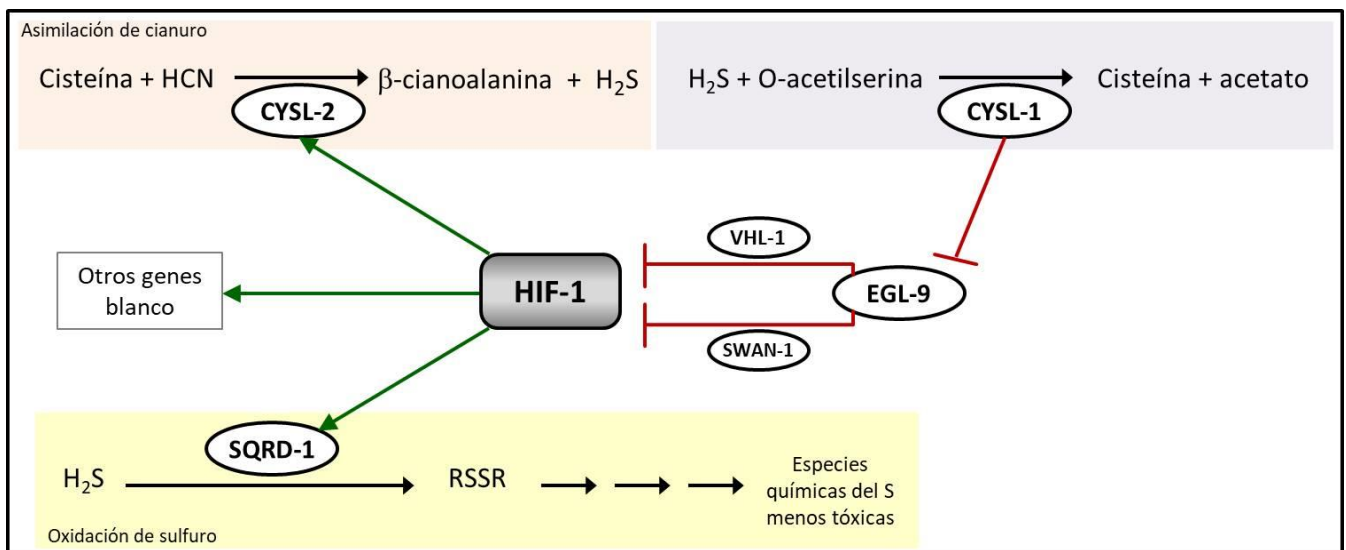 Asimilación de cianuro
Cisteína + HCN
β-cianoalanina + H₂S
CYSL-2
H₂S + O-acetilserina
Cisteína + acetato
CYSL-1
VHL-1
Otros genes
blanco
HIF-1
EGL-9
SWAN-1
SQRD-1
H₂S
RSSR
Especies
químicas del S
menos tóxicas
Oxidación de sulfuro